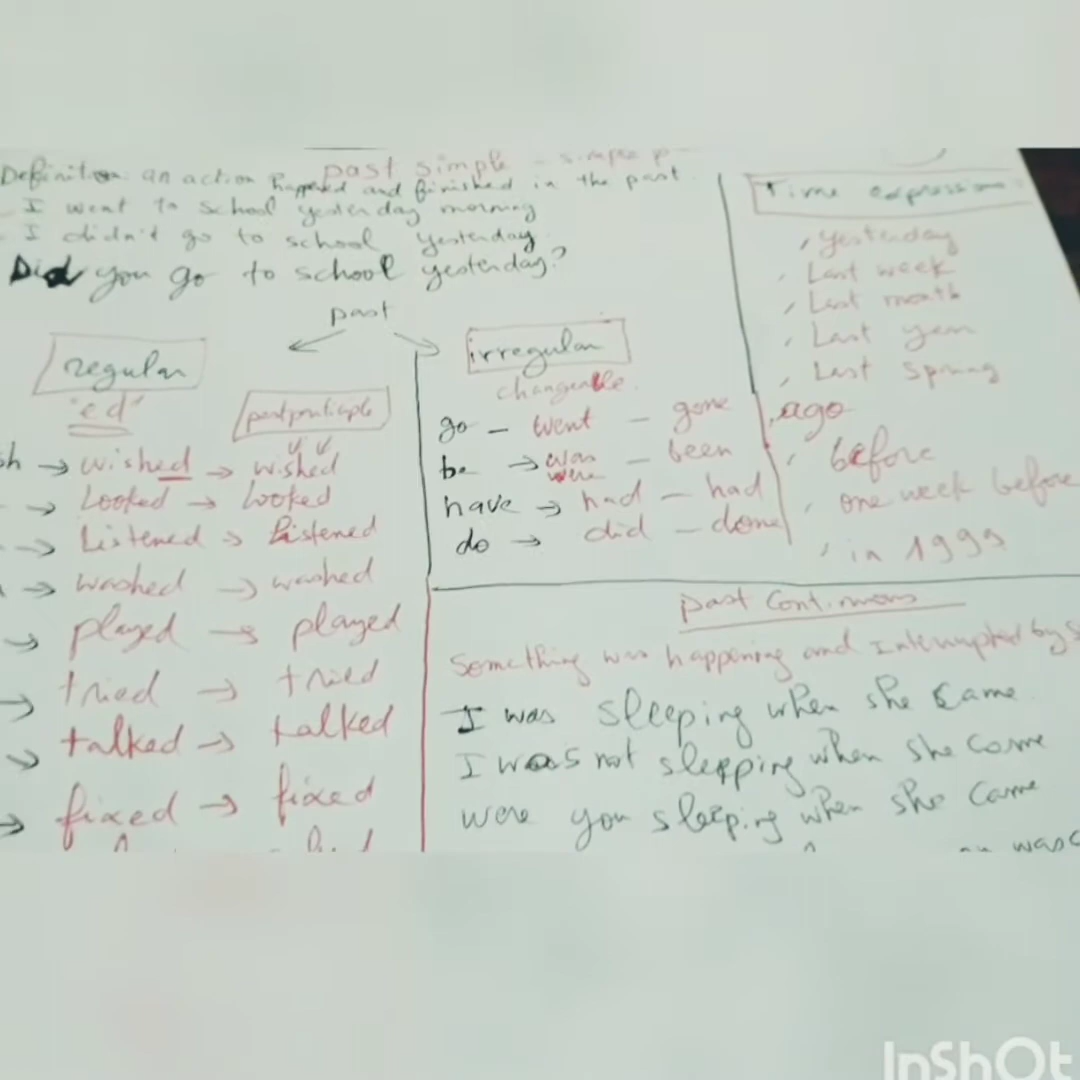 past simple
Definition: an action happened and finished in the past.
I went to school yesterday morning
I didn't go to school yesterday.
Did you go to school yesterday?
past
regular
"ed"
past participle
wished → wished
→ Looked → Looked
→ Listened → Listened
→ washed → washed
→ played → played
→ tried → tried
→ talked → talked
→ fixed → fixed
irregular
changeable.
go – went – gone
be → was – been
were
have → had – had
do → did – done
Time expressions
, yesterday
, Last week
, Last month
, Last year
, Last Spring
, ago
, before
, one week before
, in 1999
past Continuous
Something was happening and Interrupted by
I was sleeping when she came.
I was not sleepping when she came
were you sleeping when she came
InShOt